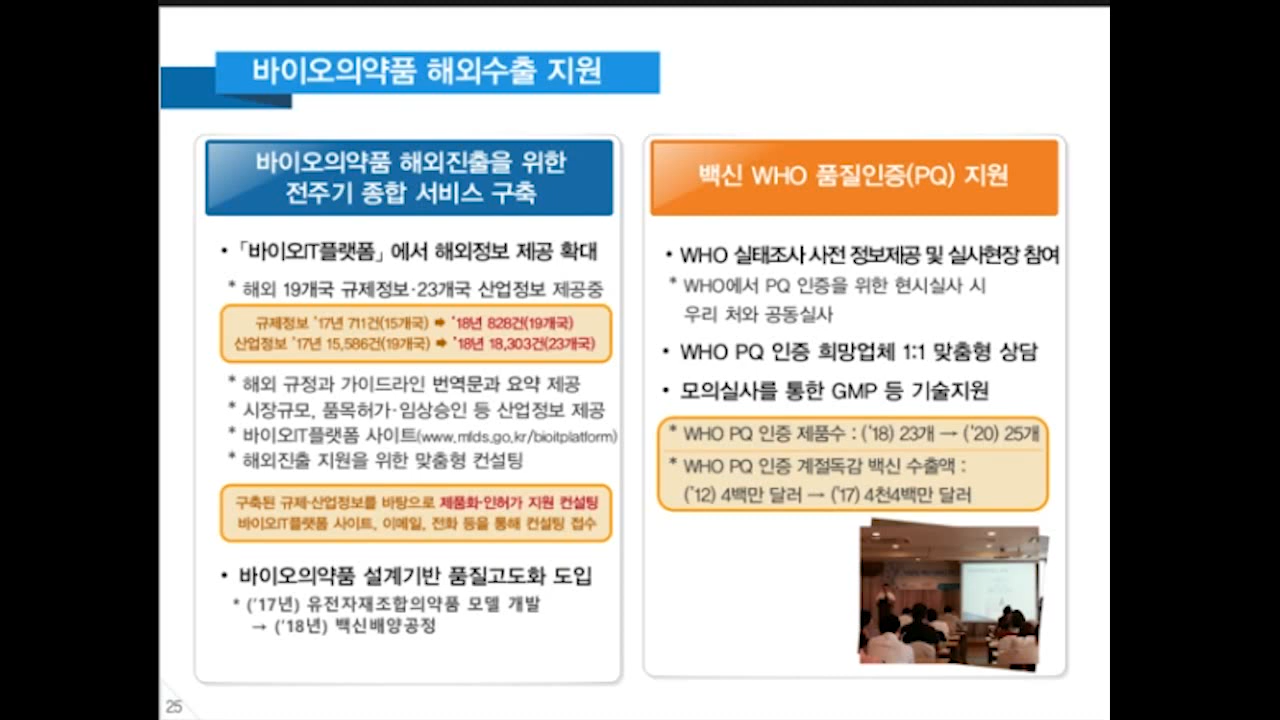 바이오의약품 해외수출 지원
바이오의약품 해외진출을 위한
전주기 종합 서비스 구축
• 「바이오IT플랫폼」에서 해외정보 제공 확대
* 해외 19개국 규제정보·23개국 산업정보 제공중
규제정보 '17년 711건(15개국) ➡ '18년 828건(19개국)
산업정보 '17년 15,586건(19개국) ➡ '18년 18,303건(23개국)
* 해외 규정과 가이드라인 번역문과 요약 제공
* 시장규모, 품목허가·임상승인 등 산업정보 제공
* 바이오IT플랫폼 사이트(www.mfds.go.kr/bioitplatform)
* 해외진출 지원을 위한 맞춤형 컨설팅
구축된 규제·산업정보를 바탕으로 제품화·인허가 지원 컨설팅
바이오IT플랫폼 사이트, 이메일, 전화 등을 통해 컨설팅 접수
• 바이오의약품 설계기반 품질고도화 도입
* ('17년) 유전자재조합의약품 모델 개발
→ ('18년) 백신배양공정
백신 WHO 품질인증(PQ) 지원
• WHO 실태조사 사전 정보제공 및 실사현장 참여
* WHO에서 PQ 인증을 위한 현시실사 시
우리 처와 공동실사
• WHO PQ 인증 희망업체 1:1 맞춤형 상담
• 모의실사를 통한 GMP 등 기술지원
* WHO PQ 인증 제품수 : ('18) 23개 → ('20) 25개
* WHO PQ 인증 계절독감 백신 수출액 :
('12) 4백만 달러 → ('17) 4천4백만 달러
25